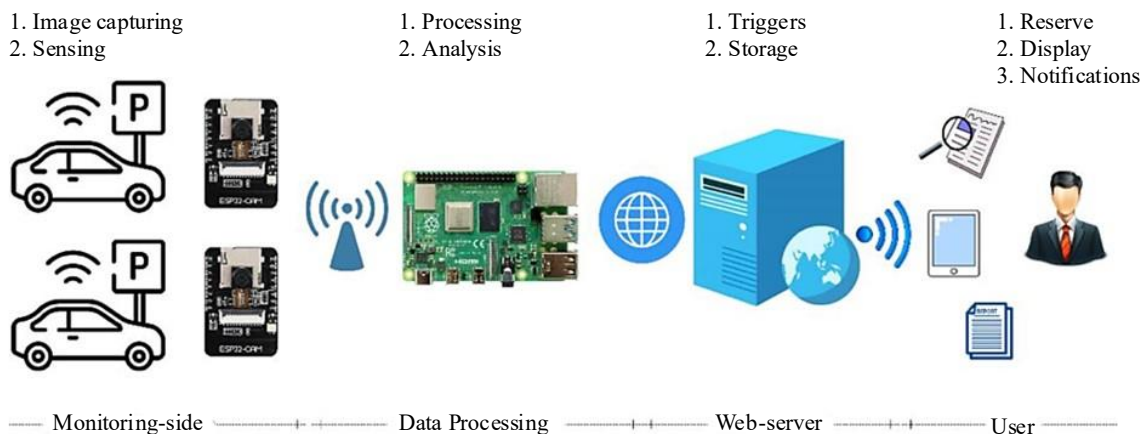 1. Image capturing
2. Sensing
1. Processing
2. Analysis
1. Triggers
2. Storage
1. Reserve
2. Display
3. Notifications
P
ESP32-CAM
P
ESP32-CAM
REPORT
Monitoring-side
Data Processing
Web-server
User